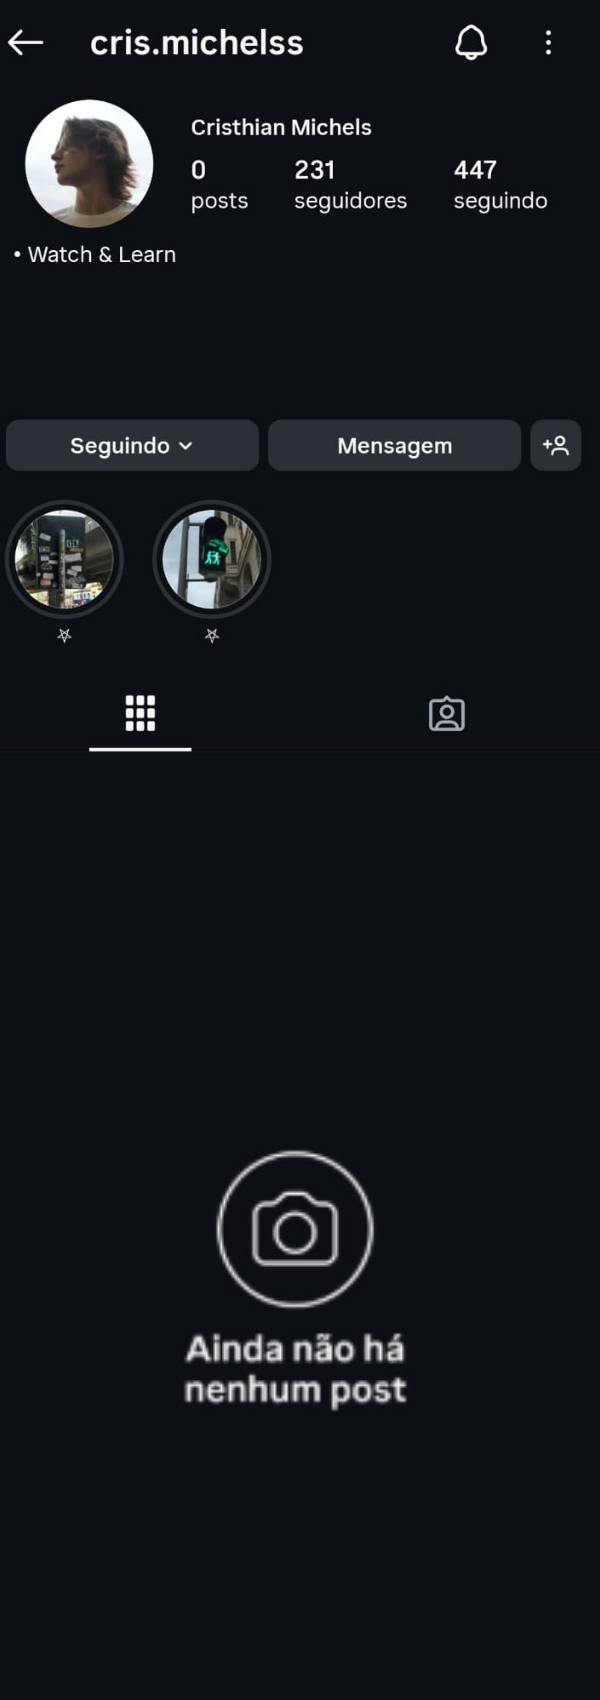 cris.michelss
Cristhian Michels
0 231 447
posts seguidores seguindo
• Watch & Learn
Seguindo Mensagem
⛧ ⛧
Ainda não há
nenhum post